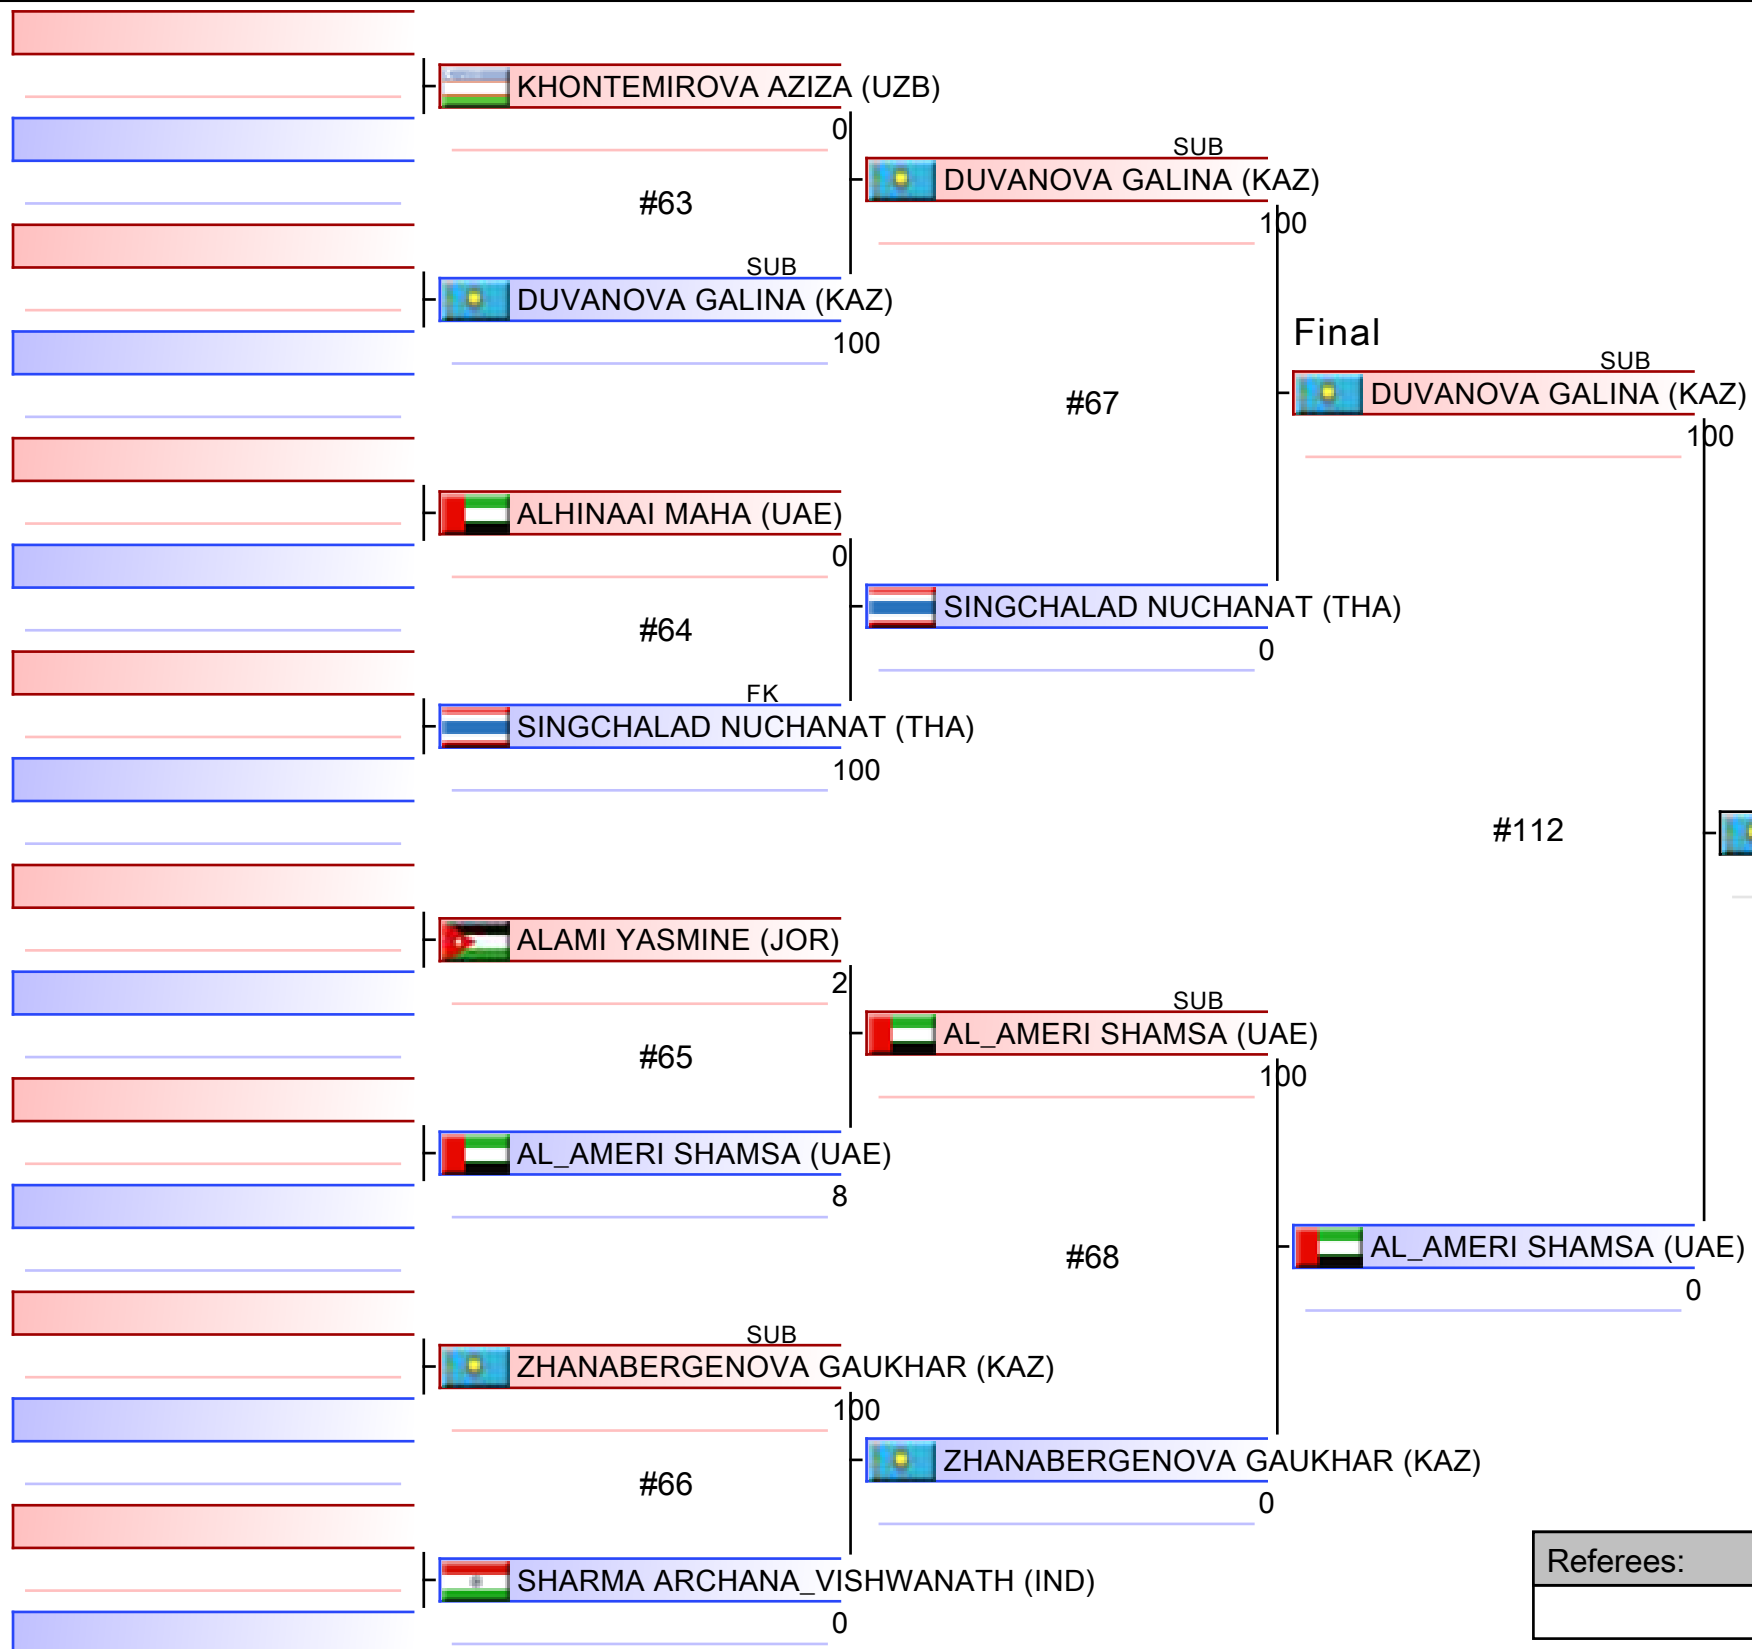 KHONTEMIROVA AZIZA (UZB)
0
#63
SUB
DUVANOVA GALINA (KAZ)
100
ALHINAAI MAHA (UAE)
0
#64
FK
SINGCHALAD NUCHANAT (THA)
100
ALAMI YASMINE (JOR)
2
#65
AL_AMERI SHAMSA (UAE)
8
SUB
ZHANABERGENOVA GAUKHAR (KAZ)
100
#66
SHARMA ARCHANA_VISHWANATH (IND)
0
SUB
DUVANOVA GALINA (KAZ)
100
#67
SINGCHALAD NUCHANAT (THA)
0
SUB
AL_AMERI SHAMSA (UAE)
100
#68
ZHANABERGENOVA GAUKHAR (KAZ)
0
Final
SUB
DUVANOVA GALINA (KAZ)
100
#112
AL_AMERI SHAMSA (UAE)
0
Referees: